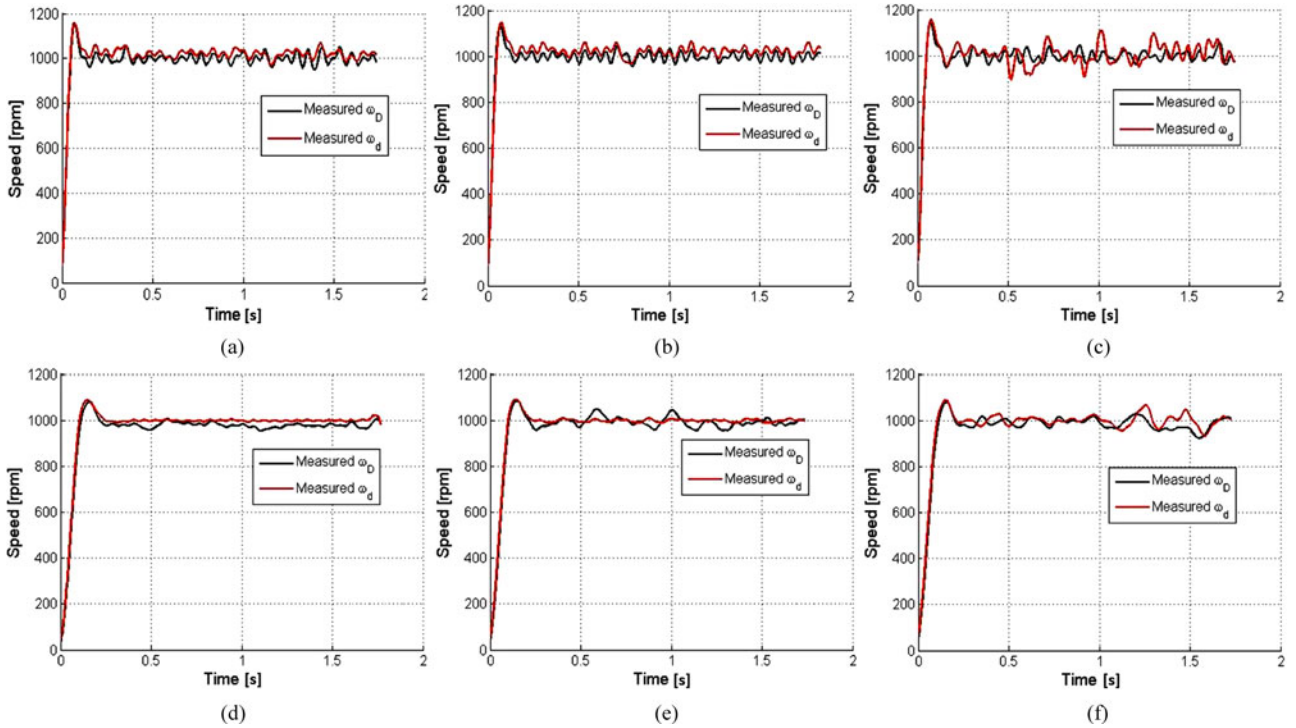 1200
1000
800
600
400
200
0
Speed [rpm]
Measured ω_D
Measured ω_d
0 0.5 1 1.5 2
Time [s]
(a)
1200
1000
800
600
400
200
0
Speed [rpm]
Measured ω_D
Measured ω_d
0 0.5 1 1.5 2
Time [s]
(b)
1200
1000
800
600
400
200
0
Speed [rpm]
Measured ω_D
Measured ω_d
0 0.5 1 1.5 2
Time [s]
(c)
1200
1000
800
600
400
200
0
Speed [rpm]
Measured ω_D
Measured ω_d
0 0.5 1 1.5 2
Time [s]
(d)
1200
1000
800
600
400
200
0
Speed [rpm]
Measured ω_D
Measured ω_d
0 0.5 1 1.5 2
Time [s]
(e)
1200
1000
800
600
400
200
0
Speed [rpm]
Measured ω_D
Measured ω_d
0 0.5 1 1.5 2
Time [s]
(f)